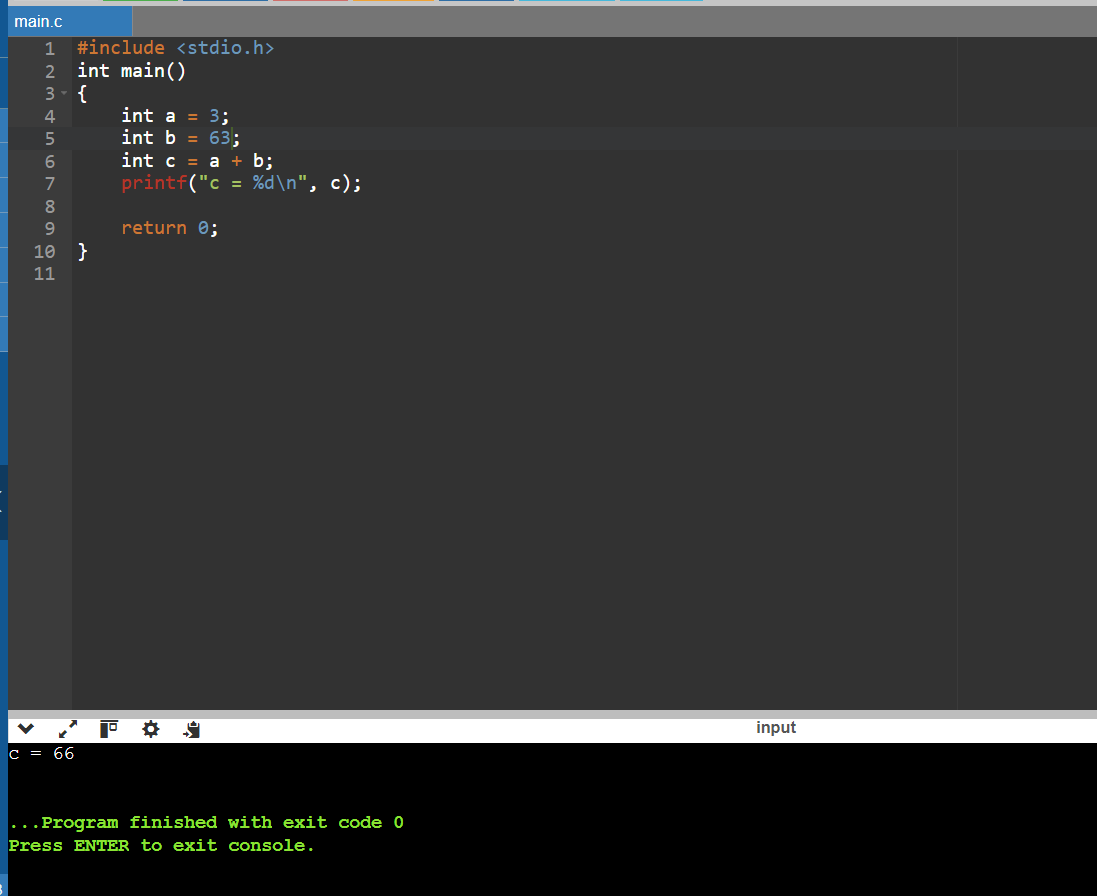 main.c
1 #include <stdio.h>
2 int main()
3 {
4     int a = 3;
5     int b = 63;
6     int c = a + b;
7     printf("c = %d\n", c);
8
9     return 0;
10 }
11
input
c = 66
...Program finished with exit code 0
Press ENTER to exit console.